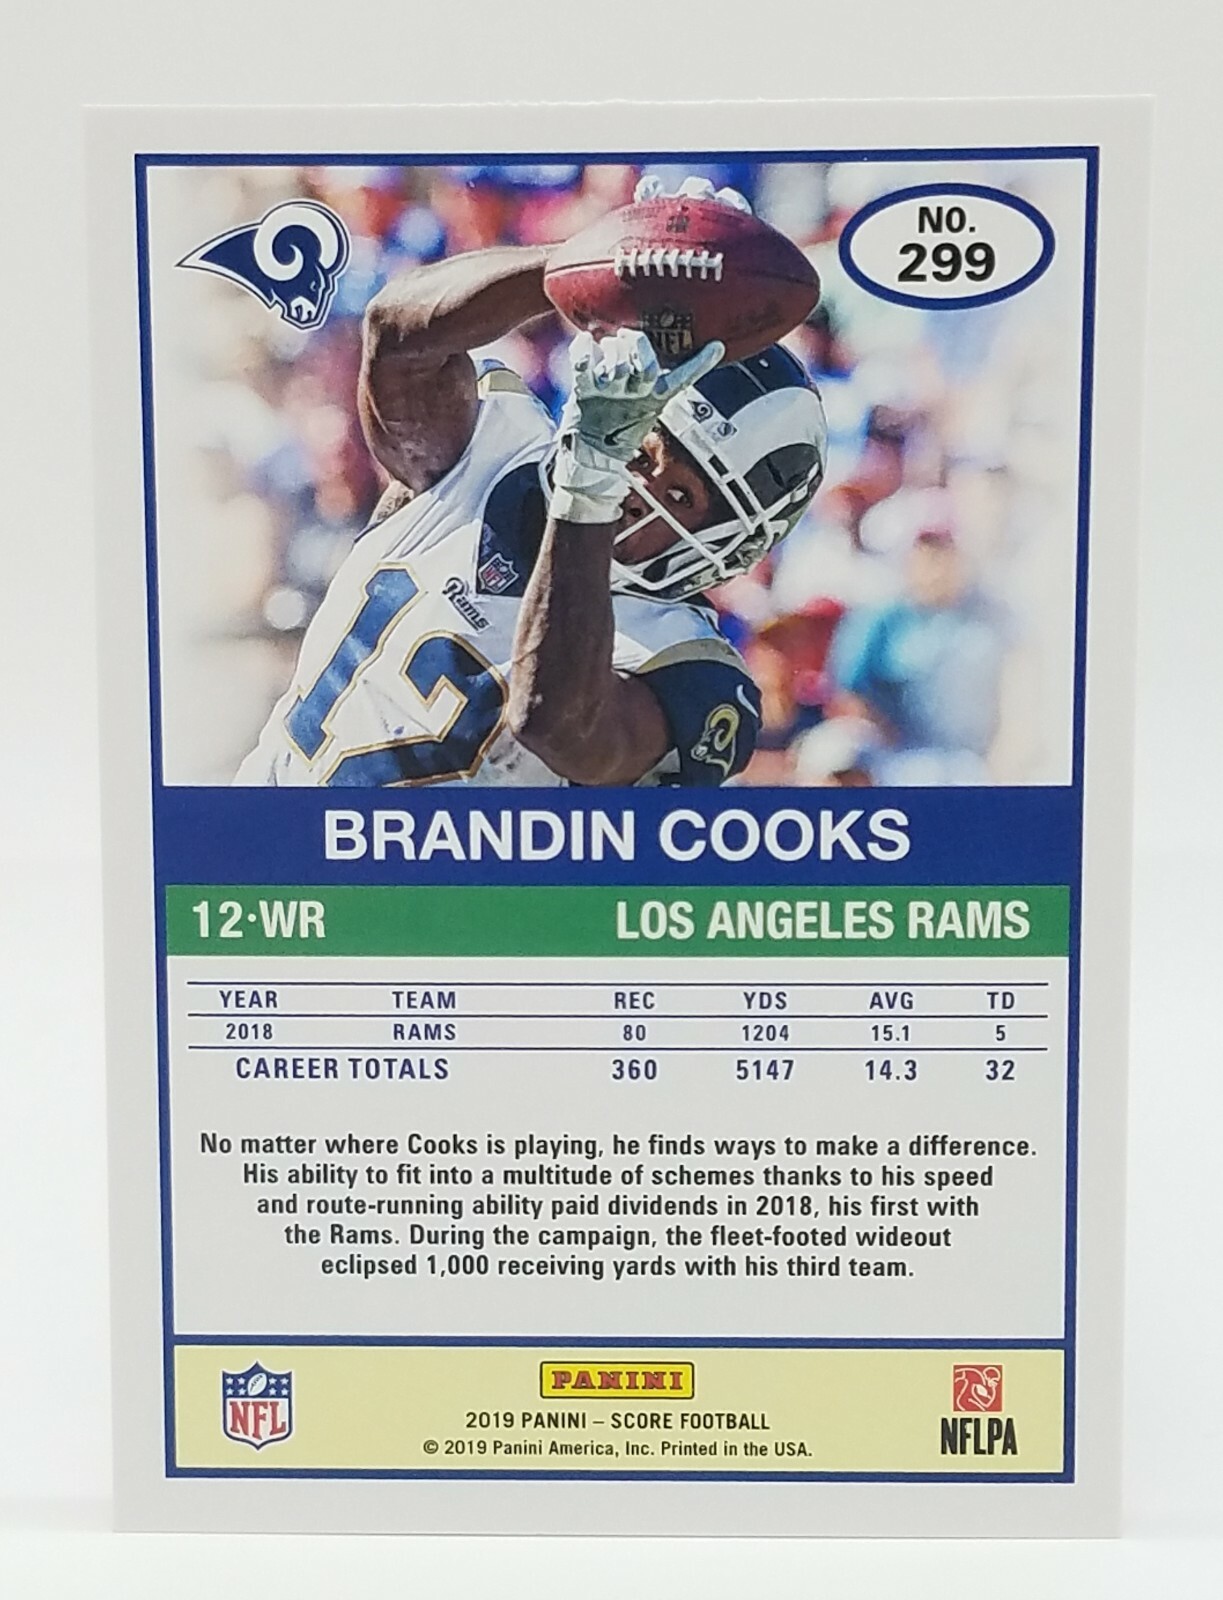 NO.
299
NFL
Rams
12
BRANDIN COOKS
12·WR LOS ANGELES RAMS
YEAR TEAM REC YDS AVG TD
2018 RAMS 80 1204 15.1 5
CAREER TOTALS 360 5147 14.3 32
No matter where Cooks is playing, he finds ways to make a difference.
His ability to fit into a multitude of schemes thanks to his speed
and route-running ability paid dividends in 2018, his first with
the Rams. During the campaign, the fleet-footed wideout
eclipsed 1,000 receiving yards with his third team.
NFL
PANINI
2019 PANINI – SCORE FOOTBALL
© 2019 Panini America, Inc. Printed in the USA.
NFLPA